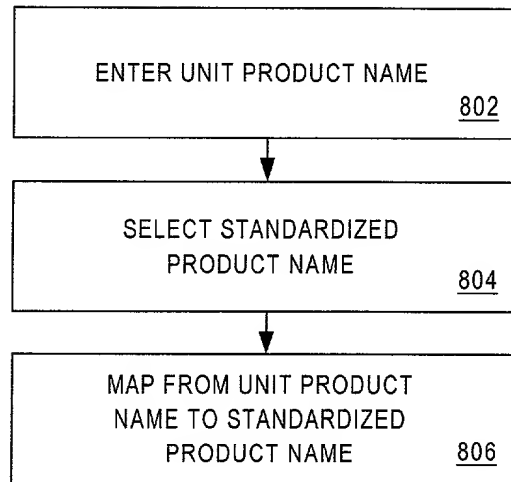 ENTER UNIT PRODUCT NAME
802
SELECT STANDARDIZED
PRODUCT NAME
804
MAP FROM UNIT PRODUCT
NAME TO STANDARDIZED
PRODUCT NAME
806